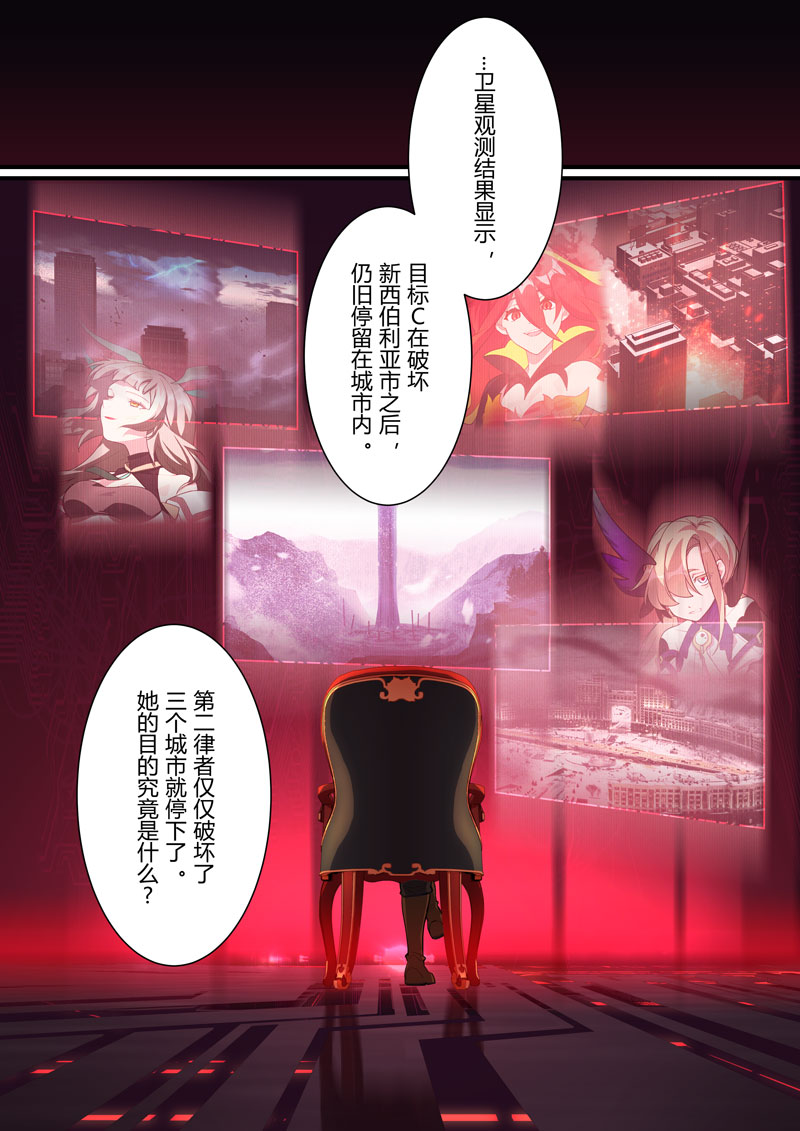 …卫星观测结果显示，
目标C在破坏
新西伯利亚市之后，
仍旧停留在城市内。
第二律者仅仅破坏了
三个城市就停下了。
她的目的究竟是什么？